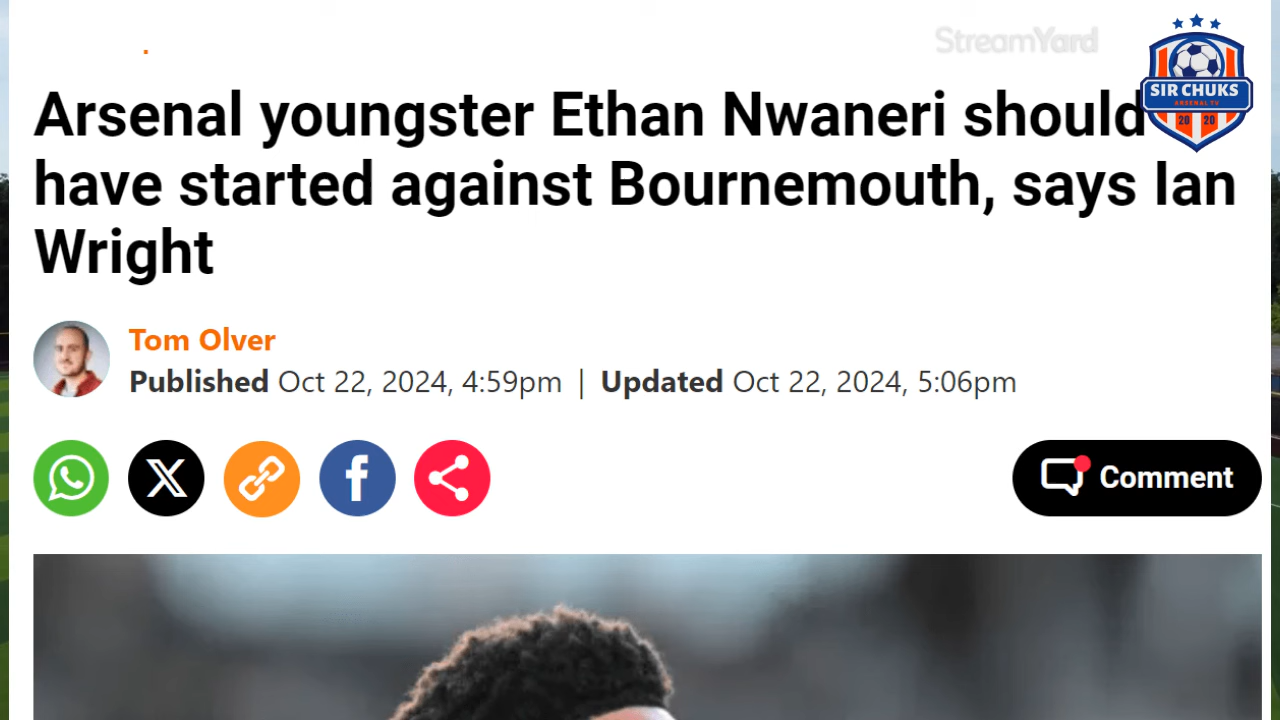 StreamYard
SIR CHUKS
ARSENAL TV
20 20
Arsenal youngster Ethan Nwaneri should
have started against Bournemouth, says Ian
Wright
Tom Olver
Published Oct 22, 2024, 4:59pm | Updated Oct 22, 2024, 5:06pm
Comment